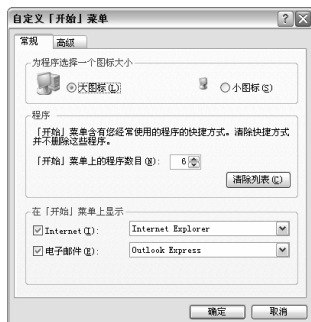 自定义「开始」菜单
常规 高级
为程序选择一个图标大小
大图标(L) 小图标(S)
程序
「开始」菜单含有您经常使用的程序的快捷方式。清除快捷方式
并不删除这些程序。
「开始」菜单上的程序数目(N): 6
清除列表(C)
在「开始」菜单上显示
Internet(I): Internet Explorer
电子邮件(E): Outlook Express
确定 取消